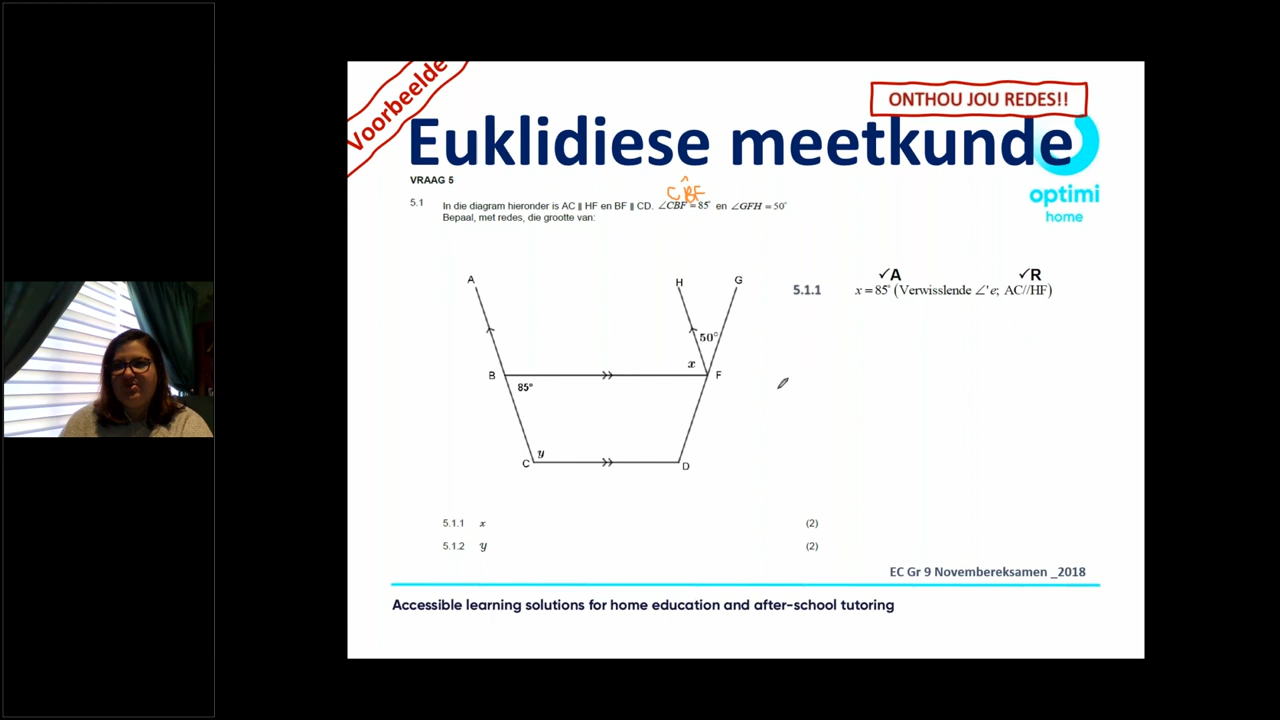 Voorbeelde
ONTHOU JOU REDES!!
Euklidiese meetkunde
optimi
home
VRAAG 5
CB̂F
5.1 In die diagram hieronder is AC ∥ HF en BF ∥ CD. ∠CBF = 85° en ∠GFH = 50°
Bepaal, met redes, die grootte van:
A
H
G
50°
x
B
F
85°
y
C
D
✓A ✓R
5.1.1 x = 85° (Verwisslende ∠'e; AC//HF)
5.1.1 x (2)
5.1.2 y (2)
EC Gr 9 Novembereksamen _2018
Accessible learning solutions for home education and after-school tutoring